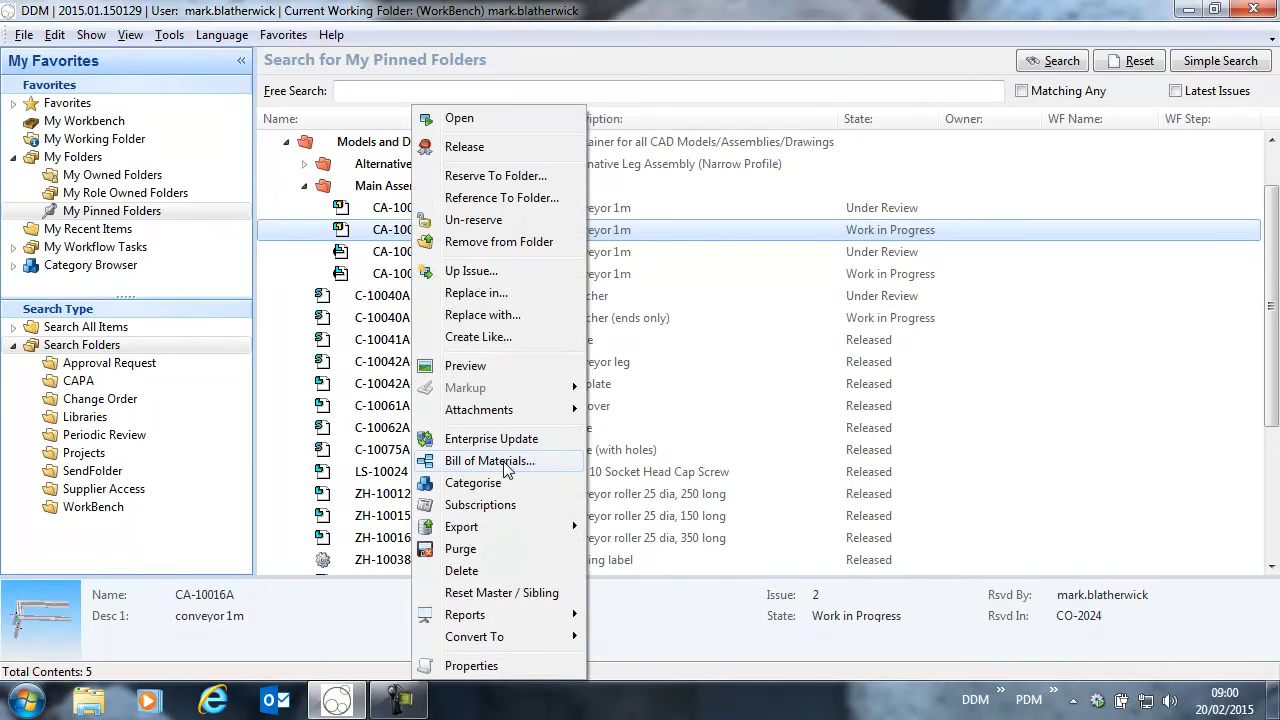 DDM | 2015.01.150129 | User: mark.blatherwick | Current Working Folder: (WorkBench) mark.blatherwick
File Edit Show View Tools Language Favorites Help
My Favorites «
Favorites
Favorites
My Workbench
My Working Folder
My Folders
My Owned Folders
My Role Owned Folders
My Pinned Folders
My Recent Items
My Workflow Tasks
Category Browser
Search Type
Search All Items
Search Folders
Approval Request
CAPA
Change Order
Libraries
Periodic Review
Projects
SendFolder
Supplier Access
WorkBench
Search for My Pinned Folders
Search Reset Simple Search
Free Search: Matching Any Latest Issues
Name: iption: State: Owner: WF Name: WF Step:
Models and D ainer for all CAD Models/Assemblies/Drawings
Alternative native Leg Assembly (Narrow Profile)
Main Asse
CA-100 veyor 1m Under Review
CA-100 veyor 1m Work in Progress
CA-100 veyor 1m Under Review
CA-100 veyor 1m Work in Progress
C-10040A cher Under Review
C-10040A cher (ends only) Work in Progress
C-10041A e Released
C-10042A eyor leg Released
C-10042A plate Released
C-10061A over Released
C-10062A e Released
C-10075A e (with holes) Released
LS-10024 10 Socket Head Cap Screw Released
ZH-10012 veyor roller 25 dia, 250 long Released
ZH-10015 veyor roller 25 dia, 150 long Released
ZH-10016 veyor roller 25 dia, 350 long Released
ZH-10038 ing label Released
Open
Release
Reserve To Folder...
Reference To Folder...
Un-reserve
Remove from Folder
Up Issue...
Replace in...
Replace with...
Create Like...
Preview
Markup
Attachments
Enterprise Update
Bill of Materials...
Categorise
Subscriptions
Export
Purge
Delete
Reset Master / Sibling
Reports
Convert To
Properties
Name: CA-10016A Issue: 2 Rsvd By: mark.blatherwick
Desc 1: conveyor 1m State: Work in Progress Rsvd In: CO-2024
Total Contents: 5
DDM » PDM » 09:00
20/02/2015